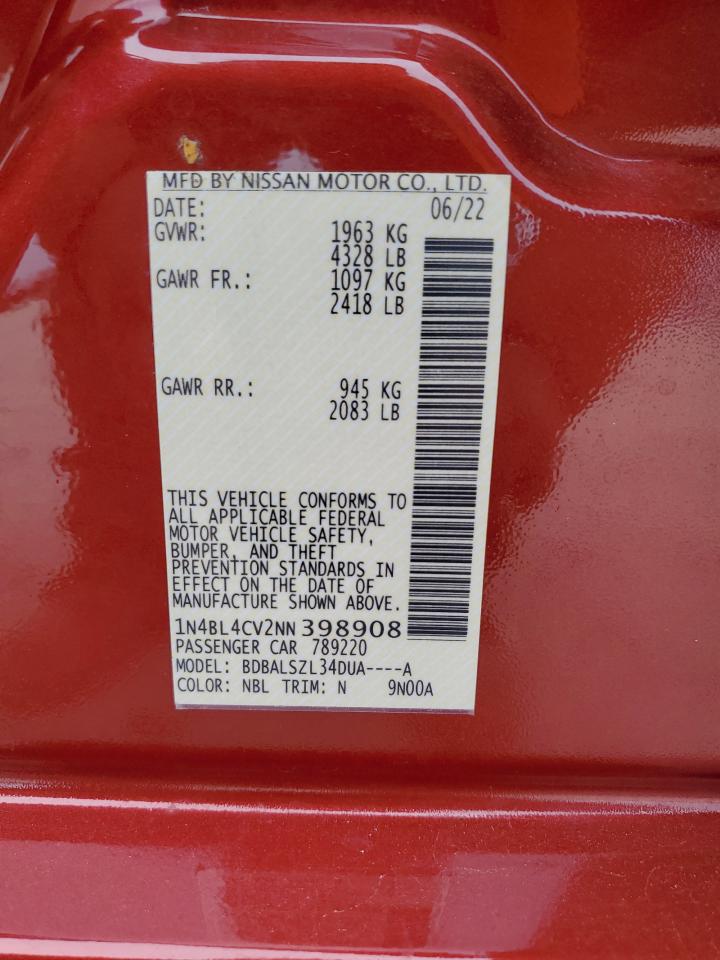 MFD BY NISSAN MOTOR CO., LTD.
DATE: 06/22
GVWR: 1963 KG
4328 LB
GAWR FR.: 1097 KG
2418 LB
GAWR RR.: 945 KG
2083 LB
THIS VEHICLE CONFORMS TO
ALL APPLICABLE FEDERAL
MOTOR VEHICLE SAFETY,
BUMPER, AND THEFT
PREVENTION STANDARDS IN
EFFECT ON THE DATE OF
MANUFACTURE SHOWN ABOVE.
1N4BL4CV2NN398908
PASSENGER CAR 789220
MODEL: BDBALSZL34DUA----A
COLOR: NBL TRIM: N 9N00A